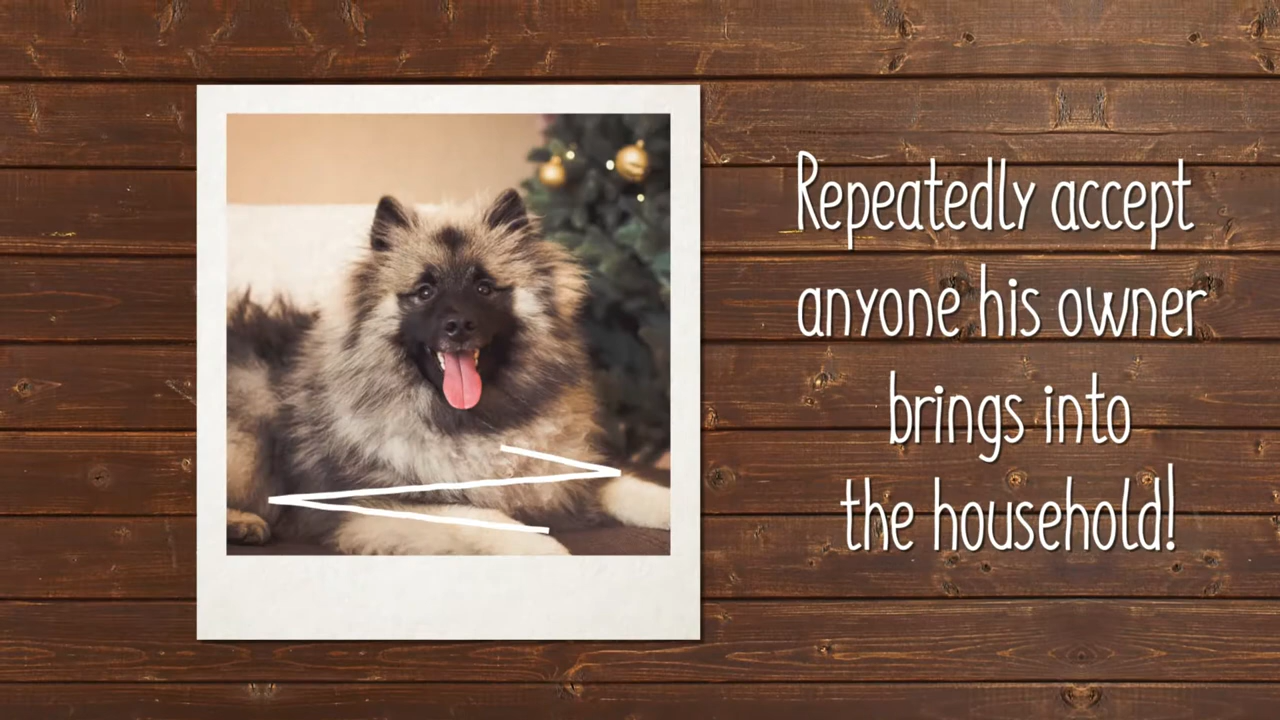 Repeatedly accept
anyone his owner
brings into
the household!